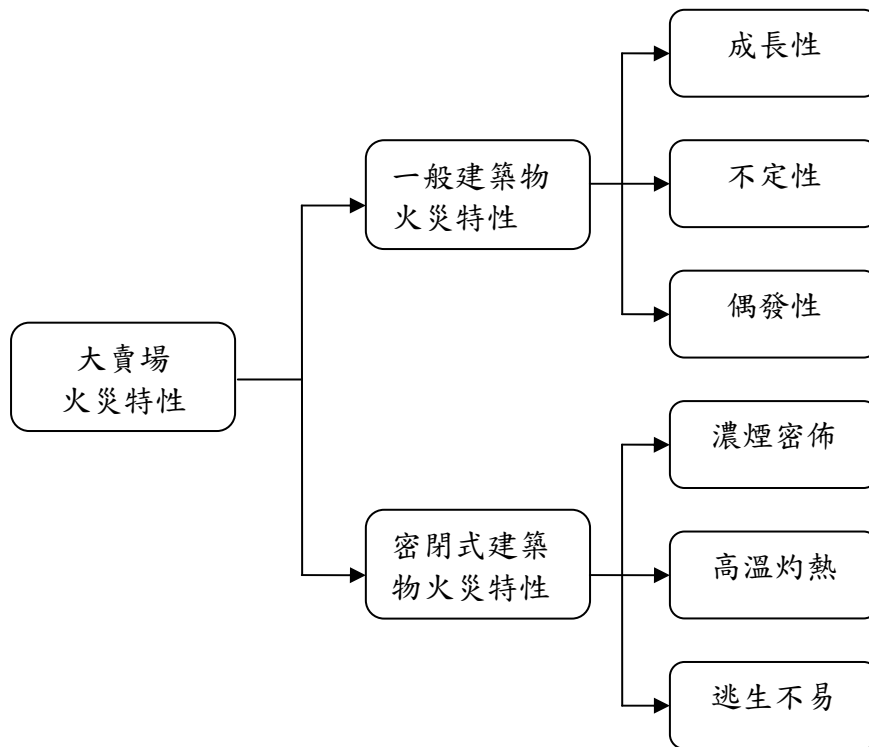 大賣場
火災特性
一般建築物
火災特性
成長性
不定性
偶發性
密閉式建築
物火災特性
濃煙密佈
高溫灼熱
逃生不易